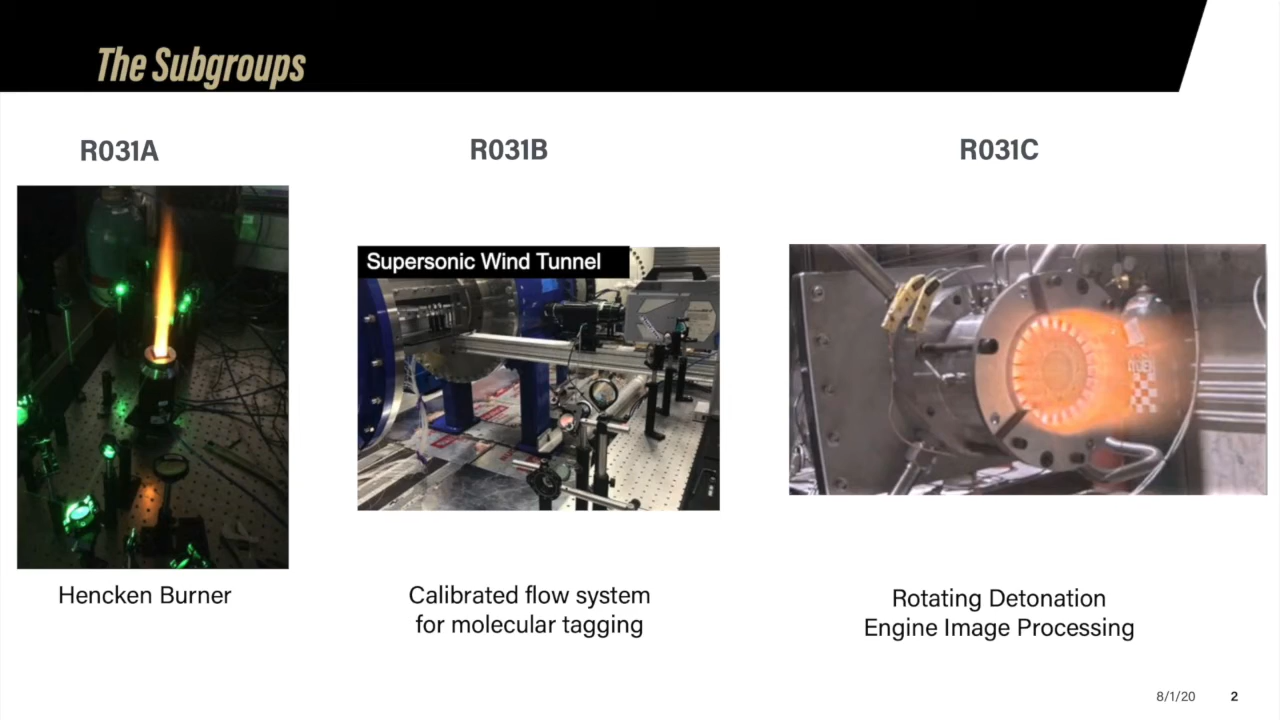 The Subgroups
R031A
R031B
R031C
Supersonic Wind Tunnel
Hencken Burner
Calibrated flow system
for molecular tagging
Rotating Detonation
Engine Image Processing
8/1/20
2